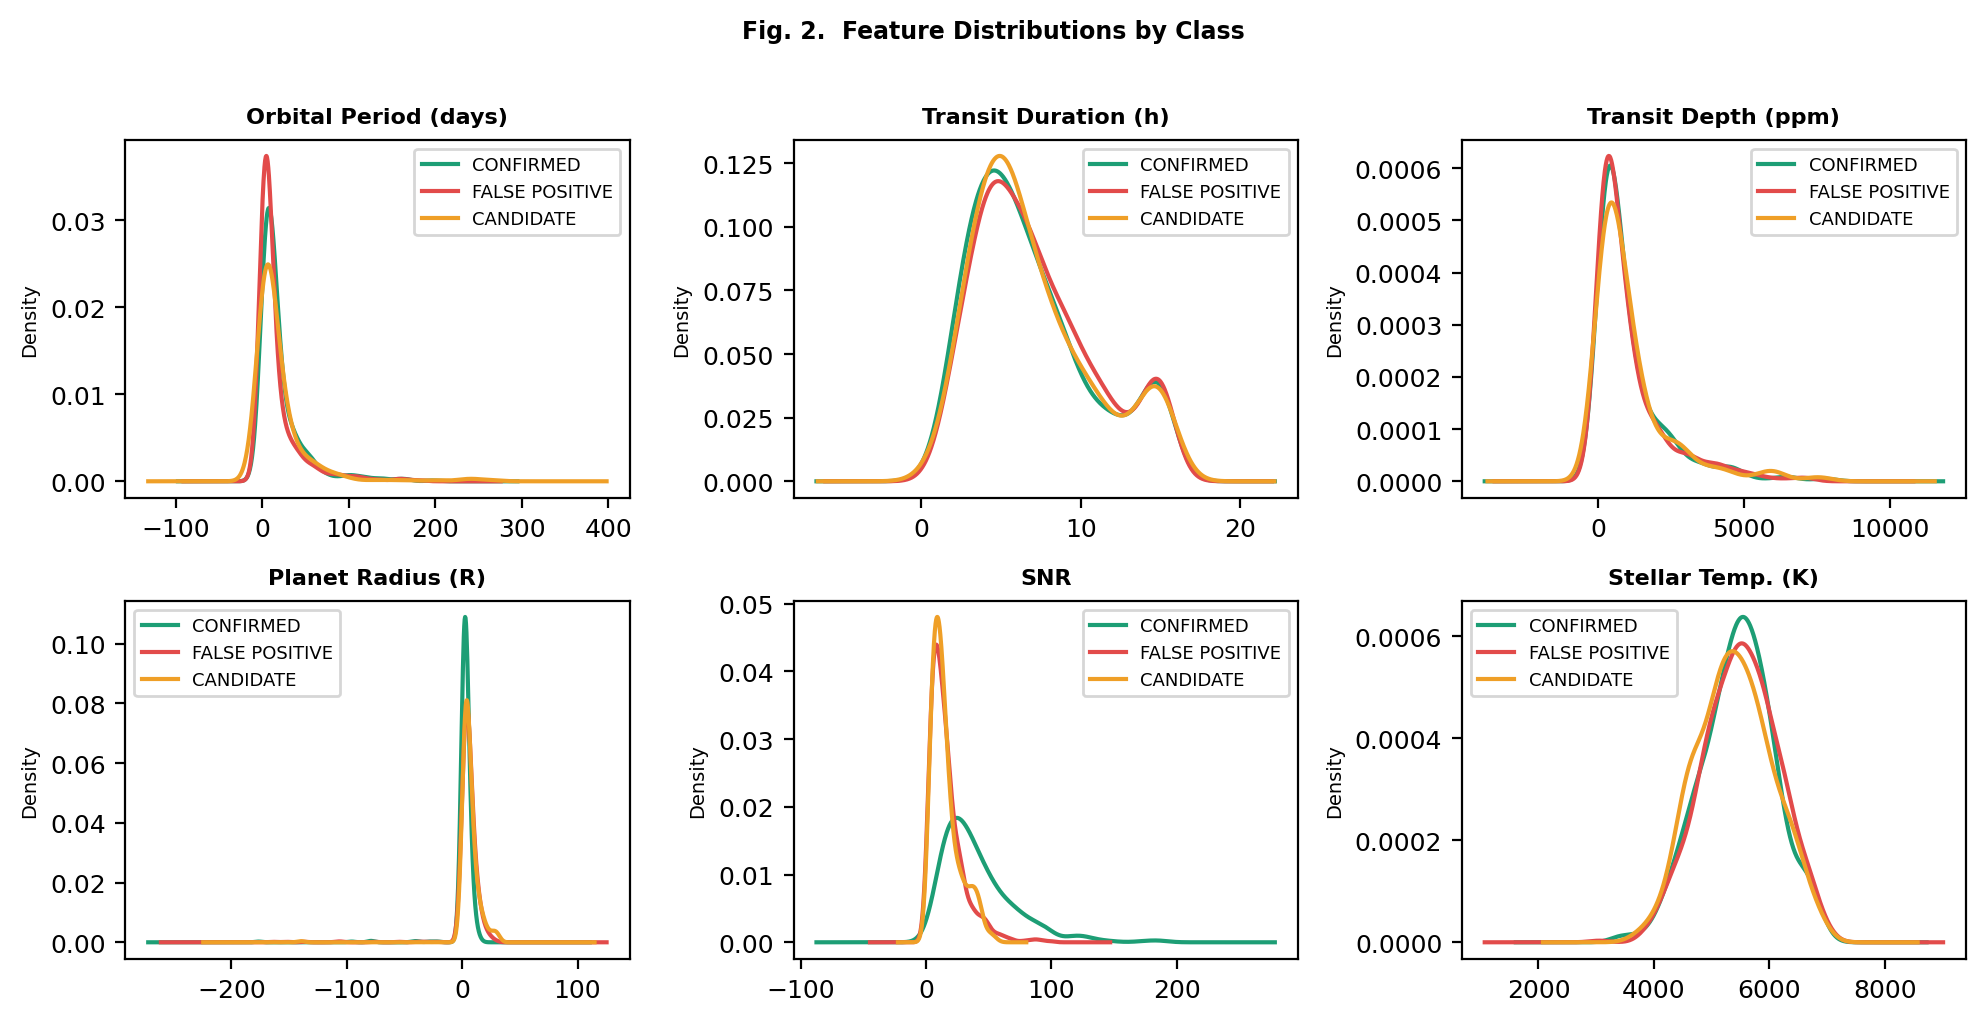 Fig. 2.  Feature Distributions by Class
Orbital Period (days)
Density
0.03
0.02
0.01
0.00
−100 0 100 200 300 400
CONFIRMED
FALSE POSITIVE
CANDIDATE
Transit Duration (h)
Density
0.125
0.100
0.075
0.050
0.025
0.000
0 10 20
CONFIRMED
FALSE POSITIVE
CANDIDATE
Transit Depth (ppm)
Density
0.0006
0.0005
0.0004
0.0003
0.0002
0.0001
0.0000
0 5000 10000
CONFIRMED
FALSE POSITIVE
CANDIDATE
Planet Radius (R)
Density
0.10
0.08
0.06
0.04
0.02
0.00
−200 −100 0 100
CONFIRMED
FALSE POSITIVE
CANDIDATE
SNR
Density
0.05
0.04
0.03
0.02
0.01
0.00
−100 0 100 200
CONFIRMED
FALSE POSITIVE
CANDIDATE
Stellar Temp. (K)
Density
0.0006
0.0004
0.0002
0.0000
2000 4000 6000 8000
CONFIRMED
FALSE POSITIVE
CANDIDATE